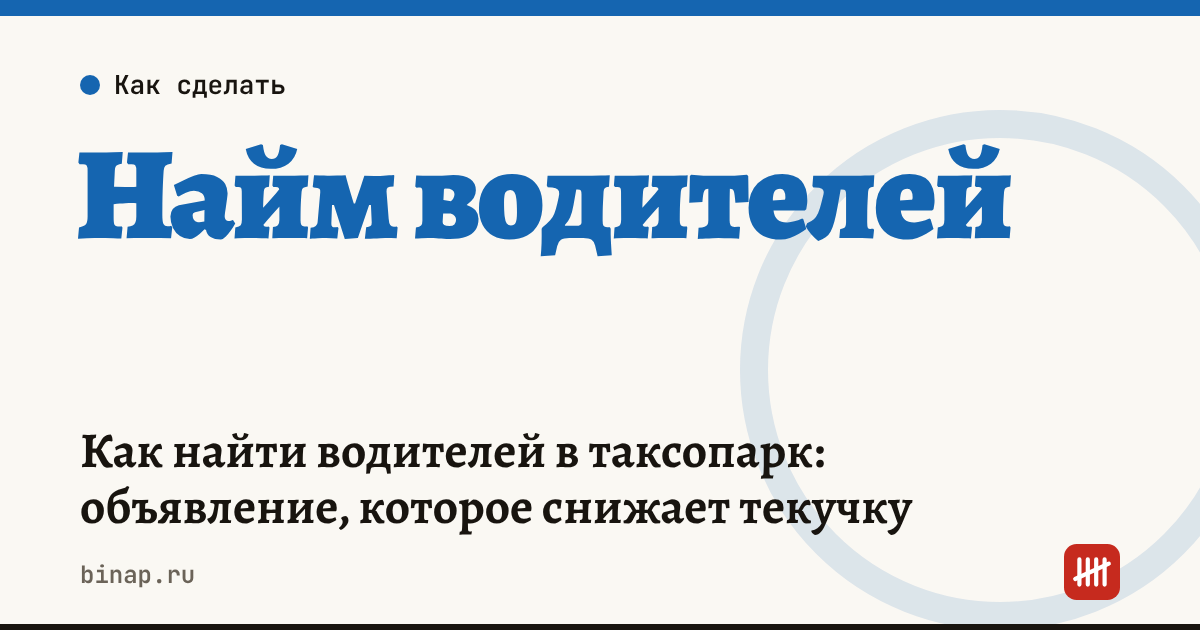 Как сделать
Найм водителей
Как найти водителей в таксопарк:
объявление, которое снижает текучку
binap.ru